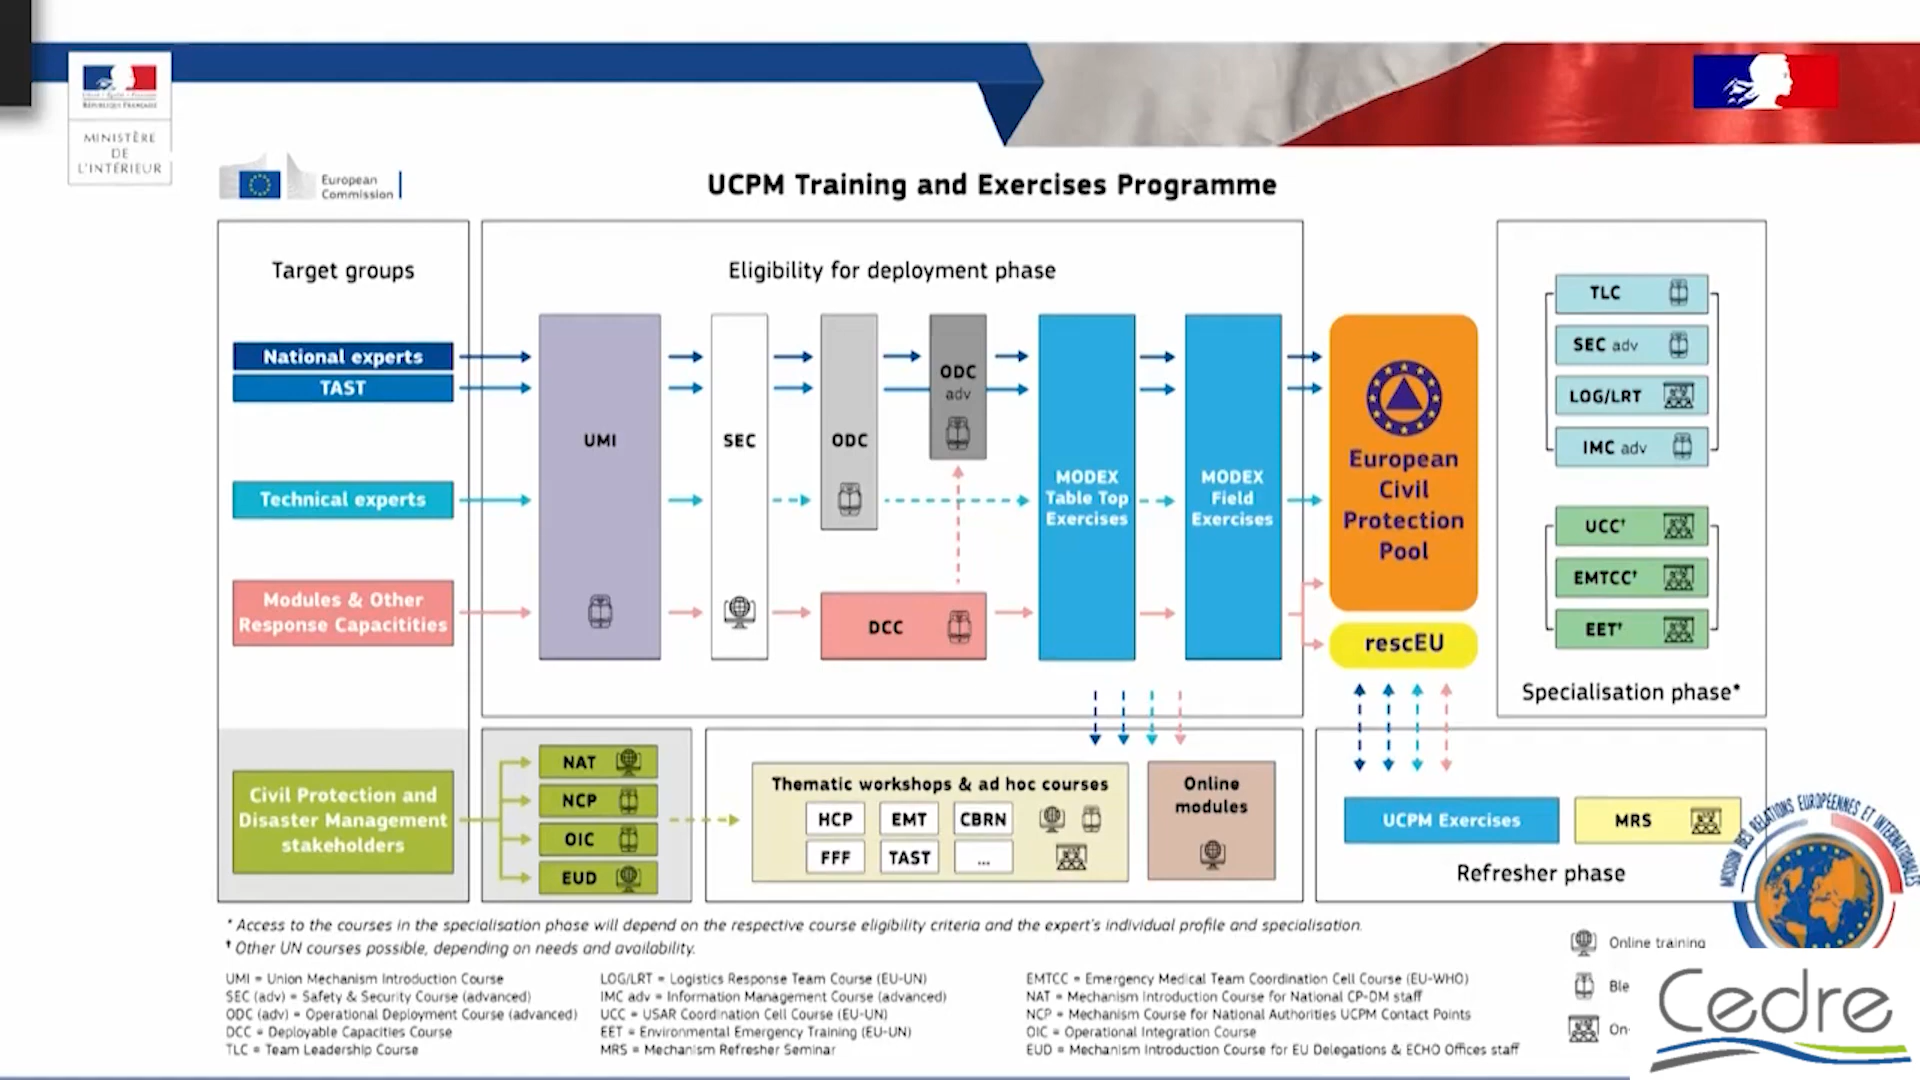 RÉPUBLIQUE FRANÇAISE
MINISTÈRE
DE
L'INTÉRIEUR
European
Commission
UCPM Training and Exercises Programme
Target groups
National experts
TAST
Technical experts
Modules & Other
Response Capacitities
Civil Protection and
Disaster Management
stakeholders
Eligibility for deployment phase
UMI
SEC
ODC
ODC
adv
DCC
MODEX
Table Top
Exercises
MODEX
Field
Exercises
European
Civil
Protection
Pool
rescEU
TLC
SEC adv
LOG/LRT
IMC adv
UCC†
EMTCC†
EET†
Specialisation phase*
NAT
NCP
OIC
EUD
Thematic workshops & ad hoc courses
HCP EMT CBRN
FFF TAST ...
Online
modules
UCPM Exercises
MRS
Refresher phase
MISSION DES RELATIONS EUROPÉENNES ET INTERNATIONALES
* Access to the courses in the specialisation phase will depend on the respective course eligibility criteria and the expert's individual profile and specialisation.
† Other UN courses possible, depending on needs and availability.
UMI = Union Mechanism Introduction Course
SEC (adv) = Safety & Security Course (advanced)
ODC (adv) = Operational Deployment Course (advanced)
DCC = Deployable Capacities Course
TLC = Team Leadership Course
LOG/LRT = Logistics Response Team Course (EU-UN)
IMC adv = Information Management Course (advanced)
UCC = USAR Coordination Cell Course (EU-UN)
EET = Environmental Emergency Training (EU-UN)
MRS = Mechanism Refresher Seminar
EMTCC = Emergency Medical Team Coordination Cell Course (EU-WHO)
NAT = Mechanism Introduction Course for National CP-DM staff
NCP = Mechanism Course for National Authorities UCPM Contact Points
OIC = Operational Integration Course
EUD = Mechanism Introduction Course for EU Delegations & ECHO Offices staff
Online training
Ble
On-
Cedre